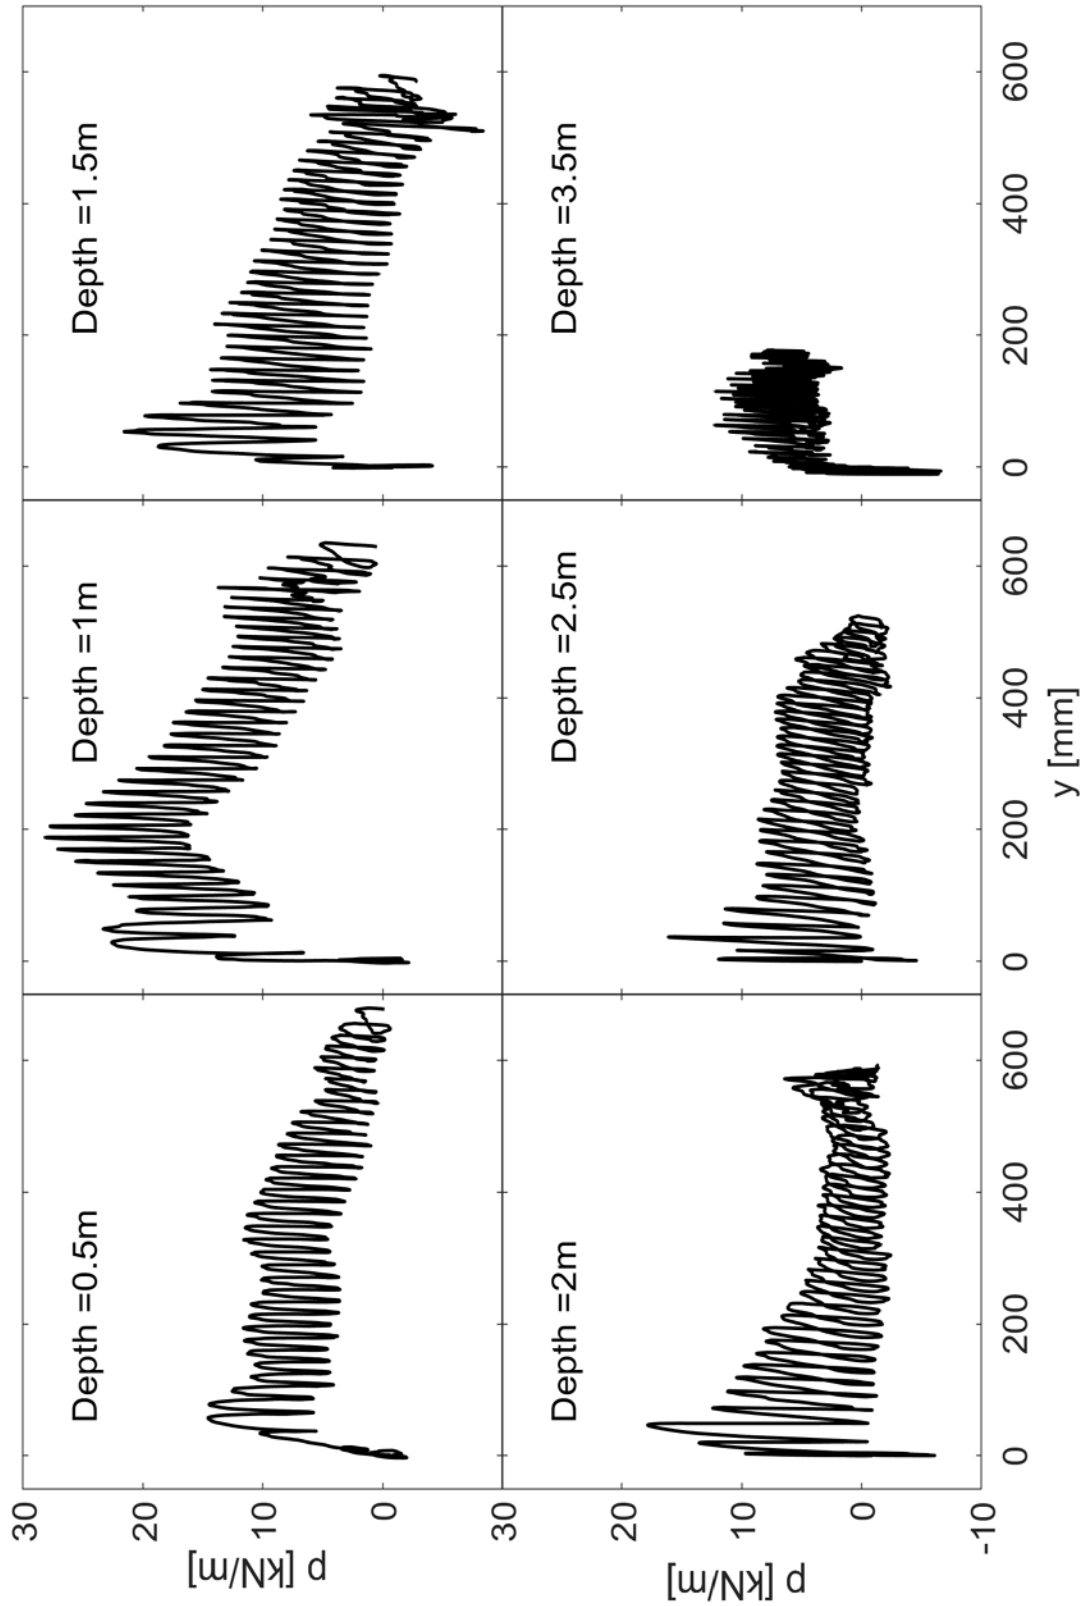 Depth =0.5m
Depth =1m
Depth =1.5m
p [kN/m]
30
20
10
0
Depth =2m
Depth =2.5m
Depth =3.5m
p [kN/m]
20
10
0
-10
0 200 400 600
0 200 400 600
0 200 400 600
y [mm]